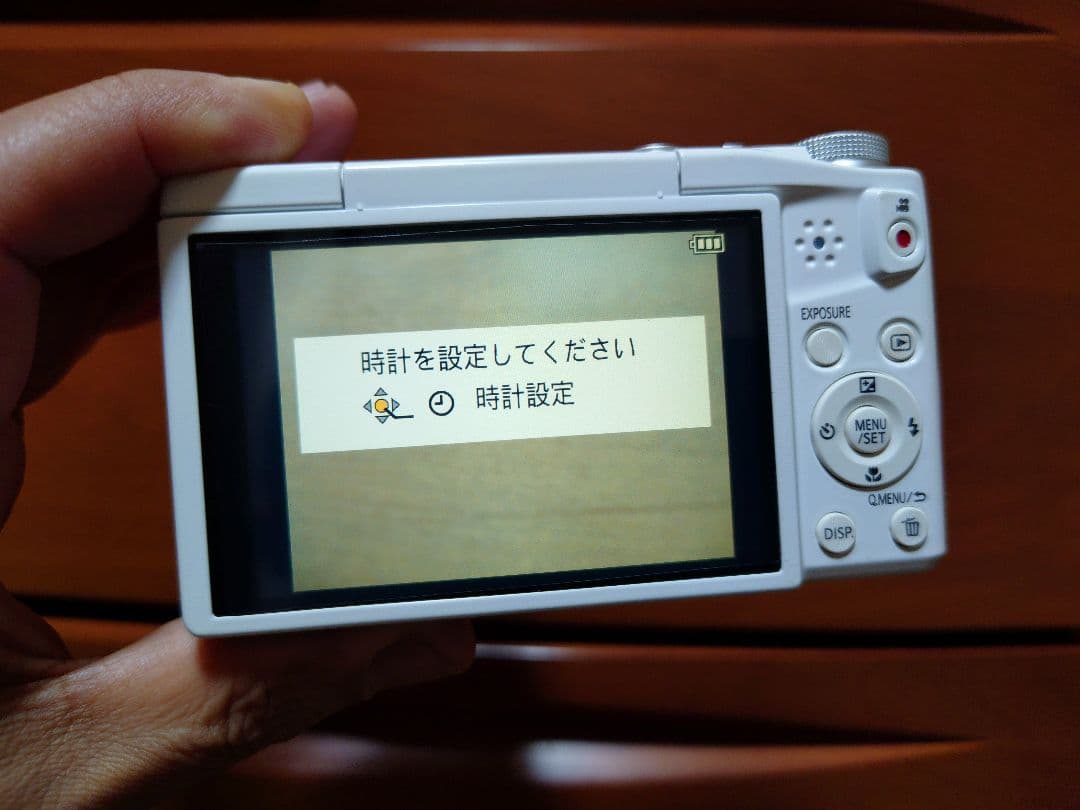 時計を設定してください
時計設定
EXPOSURE
MENU
/SET
Q.MENU/
DISP.